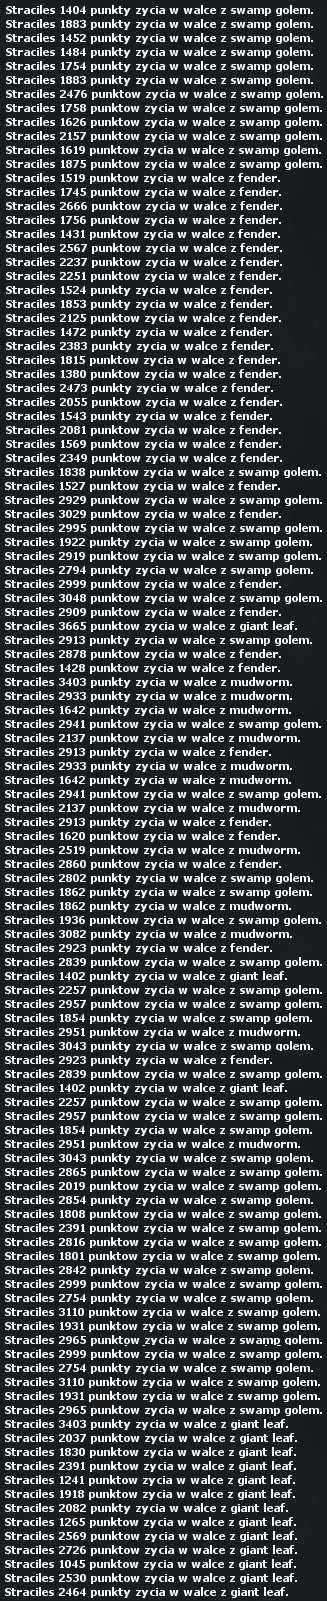 Straciles 1404 punkty zycia w walce z swamp golem.
Straciles 1883 punkty zycia w walce z swamp golem.
Straciles 1452 punkty zycia w walce z swamp golem.
Straciles 1484 punkty zycia w walce z swamp golem.
Straciles 1754 punkty zycia w walce z swamp golem.
Straciles 1883 punkty zycia w walce z swamp golem.
Straciles 2476 punktow zycia w walce z swamp golem.
Straciles 1758 punktow zycia w walce z swamp golem.
Straciles 1626 punktow zycia w walce z swamp golem.
Straciles 2157 punktow zycia w walce z swamp golem.
Straciles 1619 punktow zycia w walce z swamp golem.
Straciles 1875 punktow zycia w walce z swamp golem.
Straciles 1519 punktow zycia w walce z fender.
Straciles 1745 punktow zycia w walce z fender.
Straciles 2666 punktow zycia w walce z fender.
Straciles 1756 punktow zycia w walce z fender.
Straciles 1431 punktow zycia w walce z fender.
Straciles 2567 punktow zycia w walce z fender.
Straciles 2237 punktow zycia w walce z fender.
Straciles 2251 punktow zycia w walce z fender.
Straciles 1524 punkty zycia w walce z fender.
Straciles 1853 punkty zycia w walce z fender.
Straciles 2125 punktow zycia w walce z fender.
Straciles 1472 punkty zycia w walce z fender.
Straciles 2383 punkty zycia w walce z fender.
Straciles 1815 punktow zycia w walce z fender.
Straciles 1380 punktow zycia w walce z fender.
Straciles 2473 punkty zycia w walce z fender.
Straciles 2055 punktow zycia w walce z fender.
Straciles 1543 punkty zycia w walce z fender.
Straciles 2081 punktow zycia w walce z fender.
Straciles 1569 punktow zycia w walce z fender.
Straciles 2349 punktow zycia w walce z fender.
Straciles 1838 punktow zycia w walce z swamp golem.
Straciles 1527 punktow zycia w walce z fender.
Straciles 2929 punktow zycia w walce z swamp golem.
Straciles 3029 punktow zycia w walce z fender.
Straciles 2995 punktow zycia w walce z swamp golem.
Straciles 1922 punkty zycia w walce z swamp golem.
Straciles 2919 punktow zycia w walce z swamp golem.
Straciles 2794 punkty zycia w walce z swamp golem.
Straciles 2999 punktow zycia w walce z fender.
Straciles 3048 punktow zycia w walce z swamp golem.
Straciles 2909 punktow zycia w walce z fender.
Straciles 3665 punktow zycia w walce z giant leaf.
Straciles 2913 punkty zycia w walce z swamp golem.
Straciles 2878 punktow zycia w walce z fender.
Straciles 1428 punktow zycia w walce z fender.
Straciles 3403 punkty zycia w walce z mudworm.
Straciles 2933 punkty zycia w walce z mudworm.
Straciles 1642 punkty zycia w walce z mudworm.
Straciles 2941 punktow zycia w walce z swamp golem.
Straciles 2137 punktow zycia w walce z mudworm.
Straciles 2913 punkty zycia w walce z fender.
Straciles 2933 punkty zycia w walce z mudworm.
Straciles 1642 punkty zycia w walce z mudworm.
Straciles 2941 punktow zycia w walce z swamp golem.
Straciles 2137 punktow zycia w walce z mudworm.
Straciles 2913 punkty zycia w walce z fender.
Straciles 1620 punktow zycia w walce z fender.
Straciles 2519 punktow zycia w walce z mudworm.
Straciles 2860 punktow zycia w walce z fender.
Straciles 2802 punkty zycia w walce z swamp golem.
Straciles 1862 punkty zycia w walce z swamp golem.
Straciles 1862 punkty zycia w walce z mudworm.
Straciles 1936 punktow zycia w walce z swamp golem.
Straciles 3082 punkty zycia w walce z mudworm.
Straciles 2923 punkty zycia w walce z fender.
Straciles 2839 punktow zycia w walce z swamp golem.
Straciles 1402 punkty zycia w walce z giant leaf.
Straciles 2257 punktow zycia w walce z swamp golem.
Straciles 2957 punktow zycia w walce z swamp golem.
Straciles 1854 punkty zycia w walce z swamp golem.
Straciles 2951 punktow zycia w walce z mudworm.
Straciles 3043 punkty zycia w walce z swamp golem.
Straciles 2923 punkty zycia w walce z fender.
Straciles 2839 punktow zycia w walce z swamp golem.
Straciles 1402 punkty zycia w walce z giant leaf.
Straciles 2257 punktow zycia w walce z swamp golem.
Straciles 2957 punktow zycia w walce z swamp golem.
Straciles 1854 punkty zycia w walce z swamp golem.
Straciles 2951 punktow zycia w walce z mudworm.
Straciles 3043 punkty zycia w walce z swamp golem.
Straciles 2865 punktow zycia w walce z swamp golem.
Straciles 2019 punktow zycia w walce z swamp golem.
Straciles 2854 punkty zycia w walce z swamp golem.
Straciles 1808 punktow zycia w walce z swamp golem.
Straciles 2391 punktow zycia w walce z swamp golem.
Straciles 2816 punktow zycia w walce z swamp golem.
Straciles 1801 punktow zycia w walce z swamp golem.
Straciles 2842 punkty zycia w walce z swamp golem.
Straciles 2999 punktow zycia w walce z swamp golem.
Straciles 2754 punkty zycia w walce z swamp golem.
Straciles 3110 punktow zycia w walce z swamp golem.
Straciles 1931 punktow zycia w walce z swamp golem.
Straciles 2965 punktow zycia w walce z swamp golem.
Straciles 2999 punktow zycia w walce z swamp golem.
Straciles 2754 punkty zycia w walce z swamp golem.
Straciles 3110 punktow zycia w walce z swamp golem.
Straciles 1931 punktow zycia w walce z swamp golem.
Straciles 2965 punktow zycia w walce z swamp golem.
Straciles 3403 punkty zycia w walce z giant leaf.
Straciles 2037 punktow zycia w walce z giant leaf.
Straciles 1830 punktow zycia w walce z giant leaf.
Straciles 2391 punktow zycia w walce z giant leaf.
Straciles 1241 punktow zycia w walce z giant leaf.
Straciles 1918 punktow zycia w walce z giant leaf.
Straciles 2082 punkty zycia w walce z giant leaf.
Straciles 1265 punktow zycia w walce z giant leaf.
Straciles 2569 punktow zycia w walce z giant leaf.
Straciles 2726 punktow zycia w walce z giant leaf.
Straciles 1045 punktow zycia w walce z giant leaf.
Straciles 2530 punktow zycia w walce z giant leaf.
Straciles 2464 punkty zycia w walce z giant leaf.